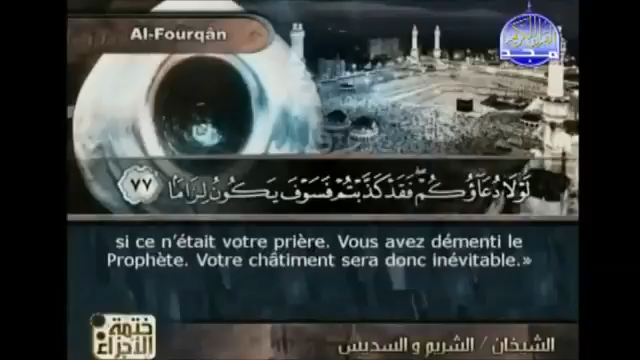 Al-Fourqân
المجد
لَوْلَا دُعَاؤُكُمْ ۖ فَقَدْ كَذَّبْتُمْ فَسَوْفَ يَكُونُ لِزَامًا ٧٧
si ce n’était votre prière. Vous avez démenti le
Prophète. Votre châtiment sera donc inévitable.»
ختمة
الأجزاء
الشيخان / الشريم و السديس